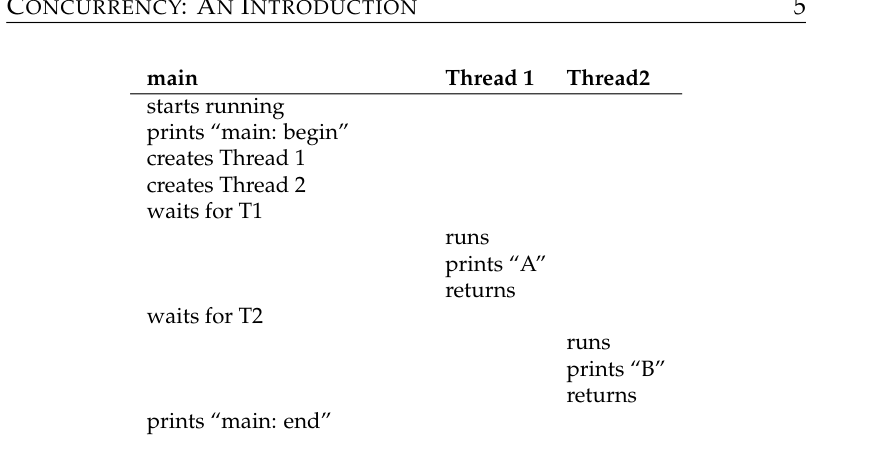 CONCURRENCY: AN INTRODUCTION 5
main Thread 1 Thread2
starts running
prints “main: begin”
creates Thread 1
creates Thread 2
waits for T1
runs
prints “A”
returns
waits for T2
runs
prints “B”
returns
prints “main: end”